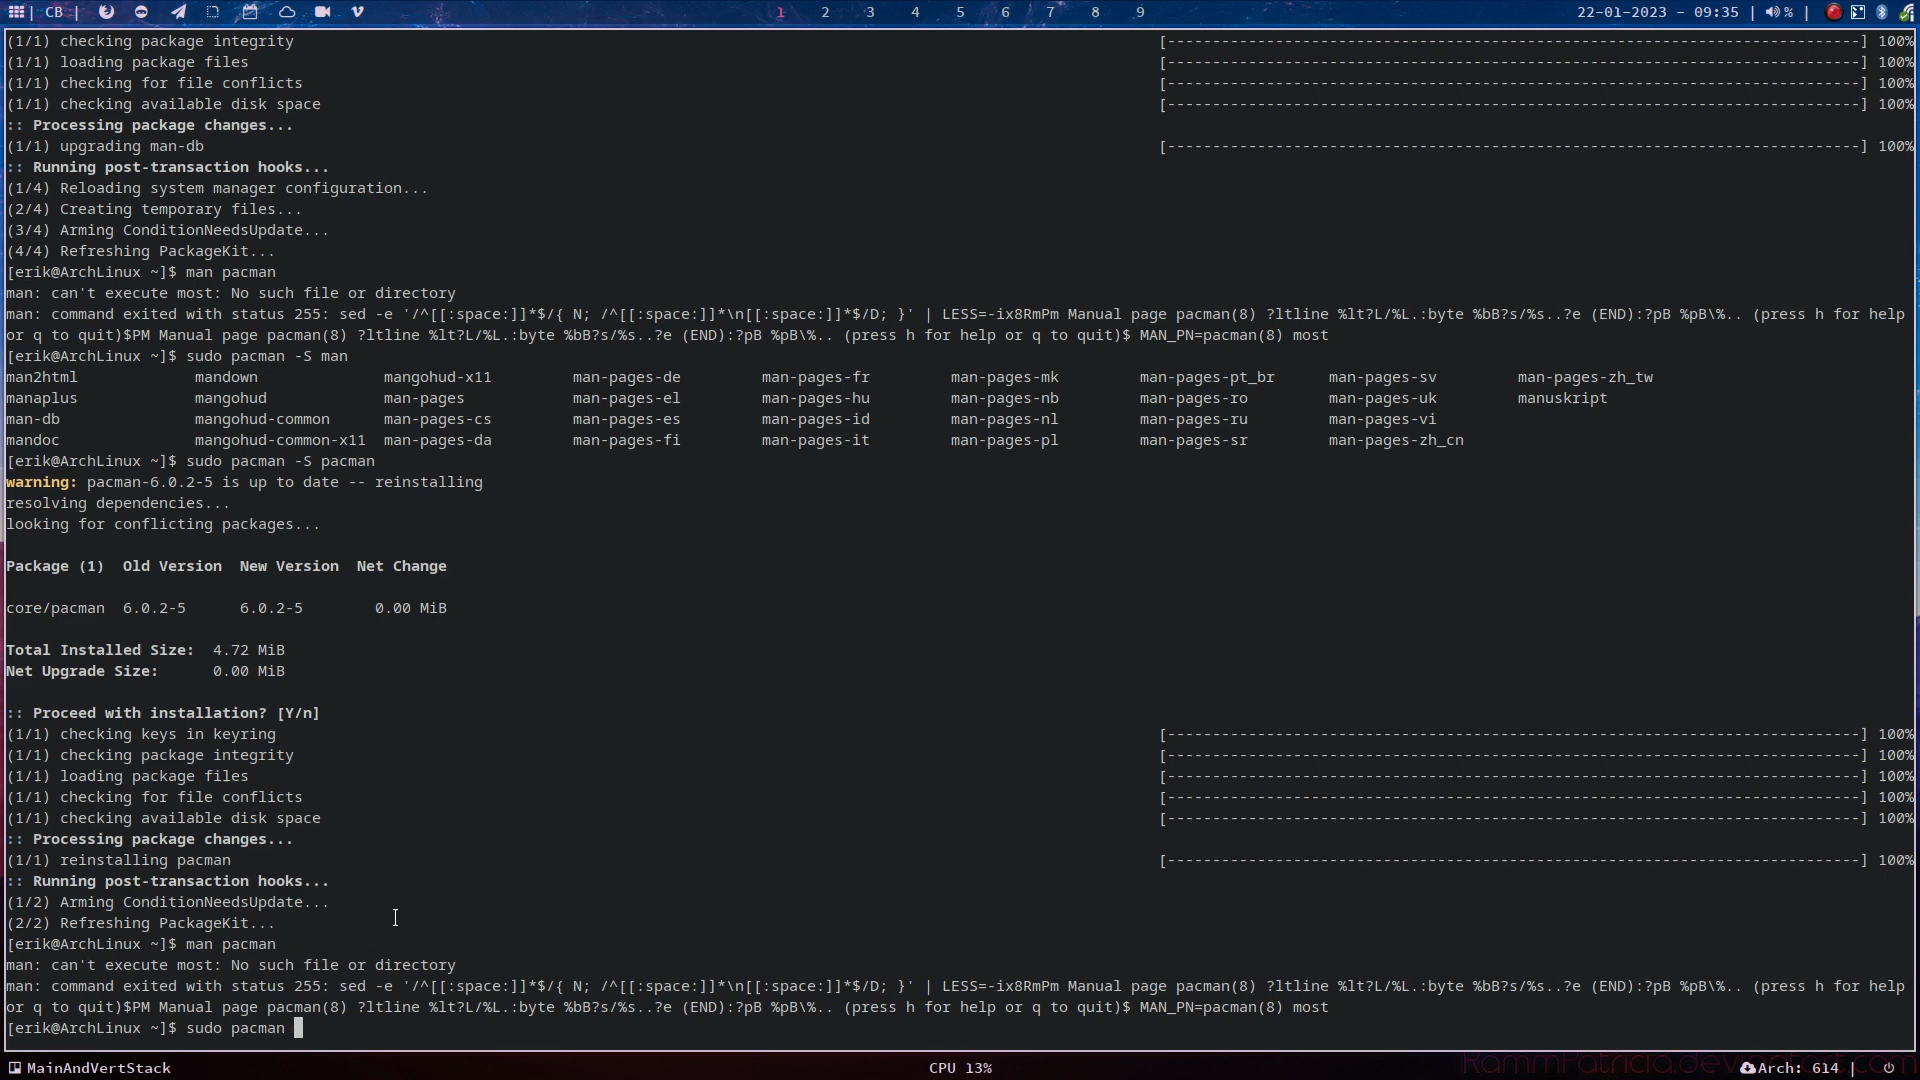 CB | 1 2 3 4 5 6 7 8 9 22-01-2023 - 09:35 | % |
(1/1) checking package integrity [-----------------------------------------------------------------------------] 100%
(1/1) loading package files [-----------------------------------------------------------------------------] 100%
(1/1) checking for file conflicts [-----------------------------------------------------------------------------] 100%
(1/1) checking available disk space [-----------------------------------------------------------------------------] 100%
:: Processing package changes...
(1/1) upgrading man-db [-----------------------------------------------------------------------------] 100%
:: Running post-transaction hooks...
(1/4) Reloading system manager configuration...
(2/4) Creating temporary files...
(3/4) Arming ConditionNeedsUpdate...
(4/4) Refreshing PackageKit...
[erik@ArchLinux ~]$ man pacman
man: can't execute most: No such file or directory
man: command exited with status 255: sed -e '/^[[:space:]]*$/{ N; /^[[:space:]]*\n[[:space:]]*$/D; }' | LESS=-ix8RmPm Manual page pacman(8) ?ltline %lt?L/%L.:byte %bB?s/%s..?e (END):?pB %pB\%.. (press h for help
or q to quit)$PM Manual page pacman(8) ?ltline %lt?L/%L.:byte %bB?s/%s..?e (END):?pB %pB\%.. (press h for help or q to quit)$ MAN_PN=pacman(8) most
[erik@ArchLinux ~]$ sudo pacman -S man
man2html mandown mangohud-x11 man-pages-de man-pages-fr man-pages-mk man-pages-pt_br man-pages-sv man-pages-zh_tw
manaplus mangohud man-pages man-pages-el man-pages-hu man-pages-nb man-pages-ro man-pages-uk manuskript
man-db mangohud-common man-pages-cs man-pages-es man-pages-id man-pages-nl man-pages-ru man-pages-vi
mandoc mangohud-common-x11 man-pages-da man-pages-fi man-pages-it man-pages-pl man-pages-sr man-pages-zh_cn
[erik@ArchLinux ~]$ sudo pacman -S pacman
warning: pacman-6.0.2-5 is up to date -- reinstalling
resolving dependencies...
looking for conflicting packages...
Package (1) Old Version New Version Net Change
core/pacman 6.0.2-5 6.0.2-5 0.00 MiB
Total Installed Size: 4.72 MiB
Net Upgrade Size: 0.00 MiB
:: Proceed with installation? [Y/n]
(1/1) checking keys in keyring [-----------------------------------------------------------------------------] 100%
(1/1) checking package integrity [-----------------------------------------------------------------------------] 100%
(1/1) loading package files [-----------------------------------------------------------------------------] 100%
(1/1) checking for file conflicts [-----------------------------------------------------------------------------] 100%
(1/1) checking available disk space [-----------------------------------------------------------------------------] 100%
:: Processing package changes...
(1/1) reinstalling pacman [-----------------------------------------------------------------------------] 100%
:: Running post-transaction hooks...
(1/2) Arming ConditionNeedsUpdate...
(2/2) Refreshing PackageKit...
[erik@ArchLinux ~]$ man pacman
man: can't execute most: No such file or directory
man: command exited with status 255: sed -e '/^[[:space:]]*$/{ N; /^[[:space:]]*\n[[:space:]]*$/D; }' | LESS=-ix8RmPm Manual page pacman(8) ?ltline %lt?L/%L.:byte %bB?s/%s..?e (END):?pB %pB\%.. (press h for help
or q to quit)$PM Manual page pacman(8) ?ltline %lt?L/%L.:byte %bB?s/%s..?e (END):?pB %pB\%.. (press h for help or q to quit)$ MAN_PN=pacman(8) most
[erik@ArchLinux ~]$ sudo pacman
MainAndVertStack CPU 13% Arch: 614 |
RammPatricia.deviantart.com